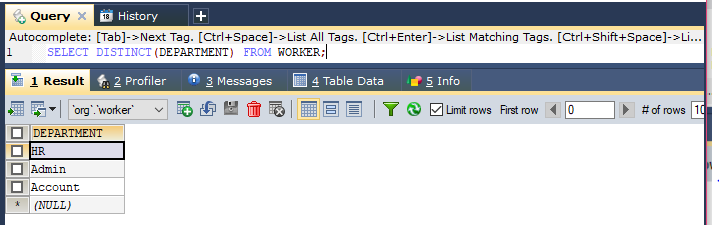 Query × History +
Autocomplete: [Tab]->Next Tag. [Ctrl+Space]->List All Tags. [Ctrl+Enter]->List Matching Tags. [Ctrl+Shift+Space]->Li...
1 SELECT DISTINCT(DEPARTMENT) FROM WORKER;
1 Result 2 Profiler 3 Messages 4 Table Data 5 Info
`org`.`worker` Limit rows First row 0 # of rows 10
DEPARTMENT
HR
Admin
Account
* (NULL)